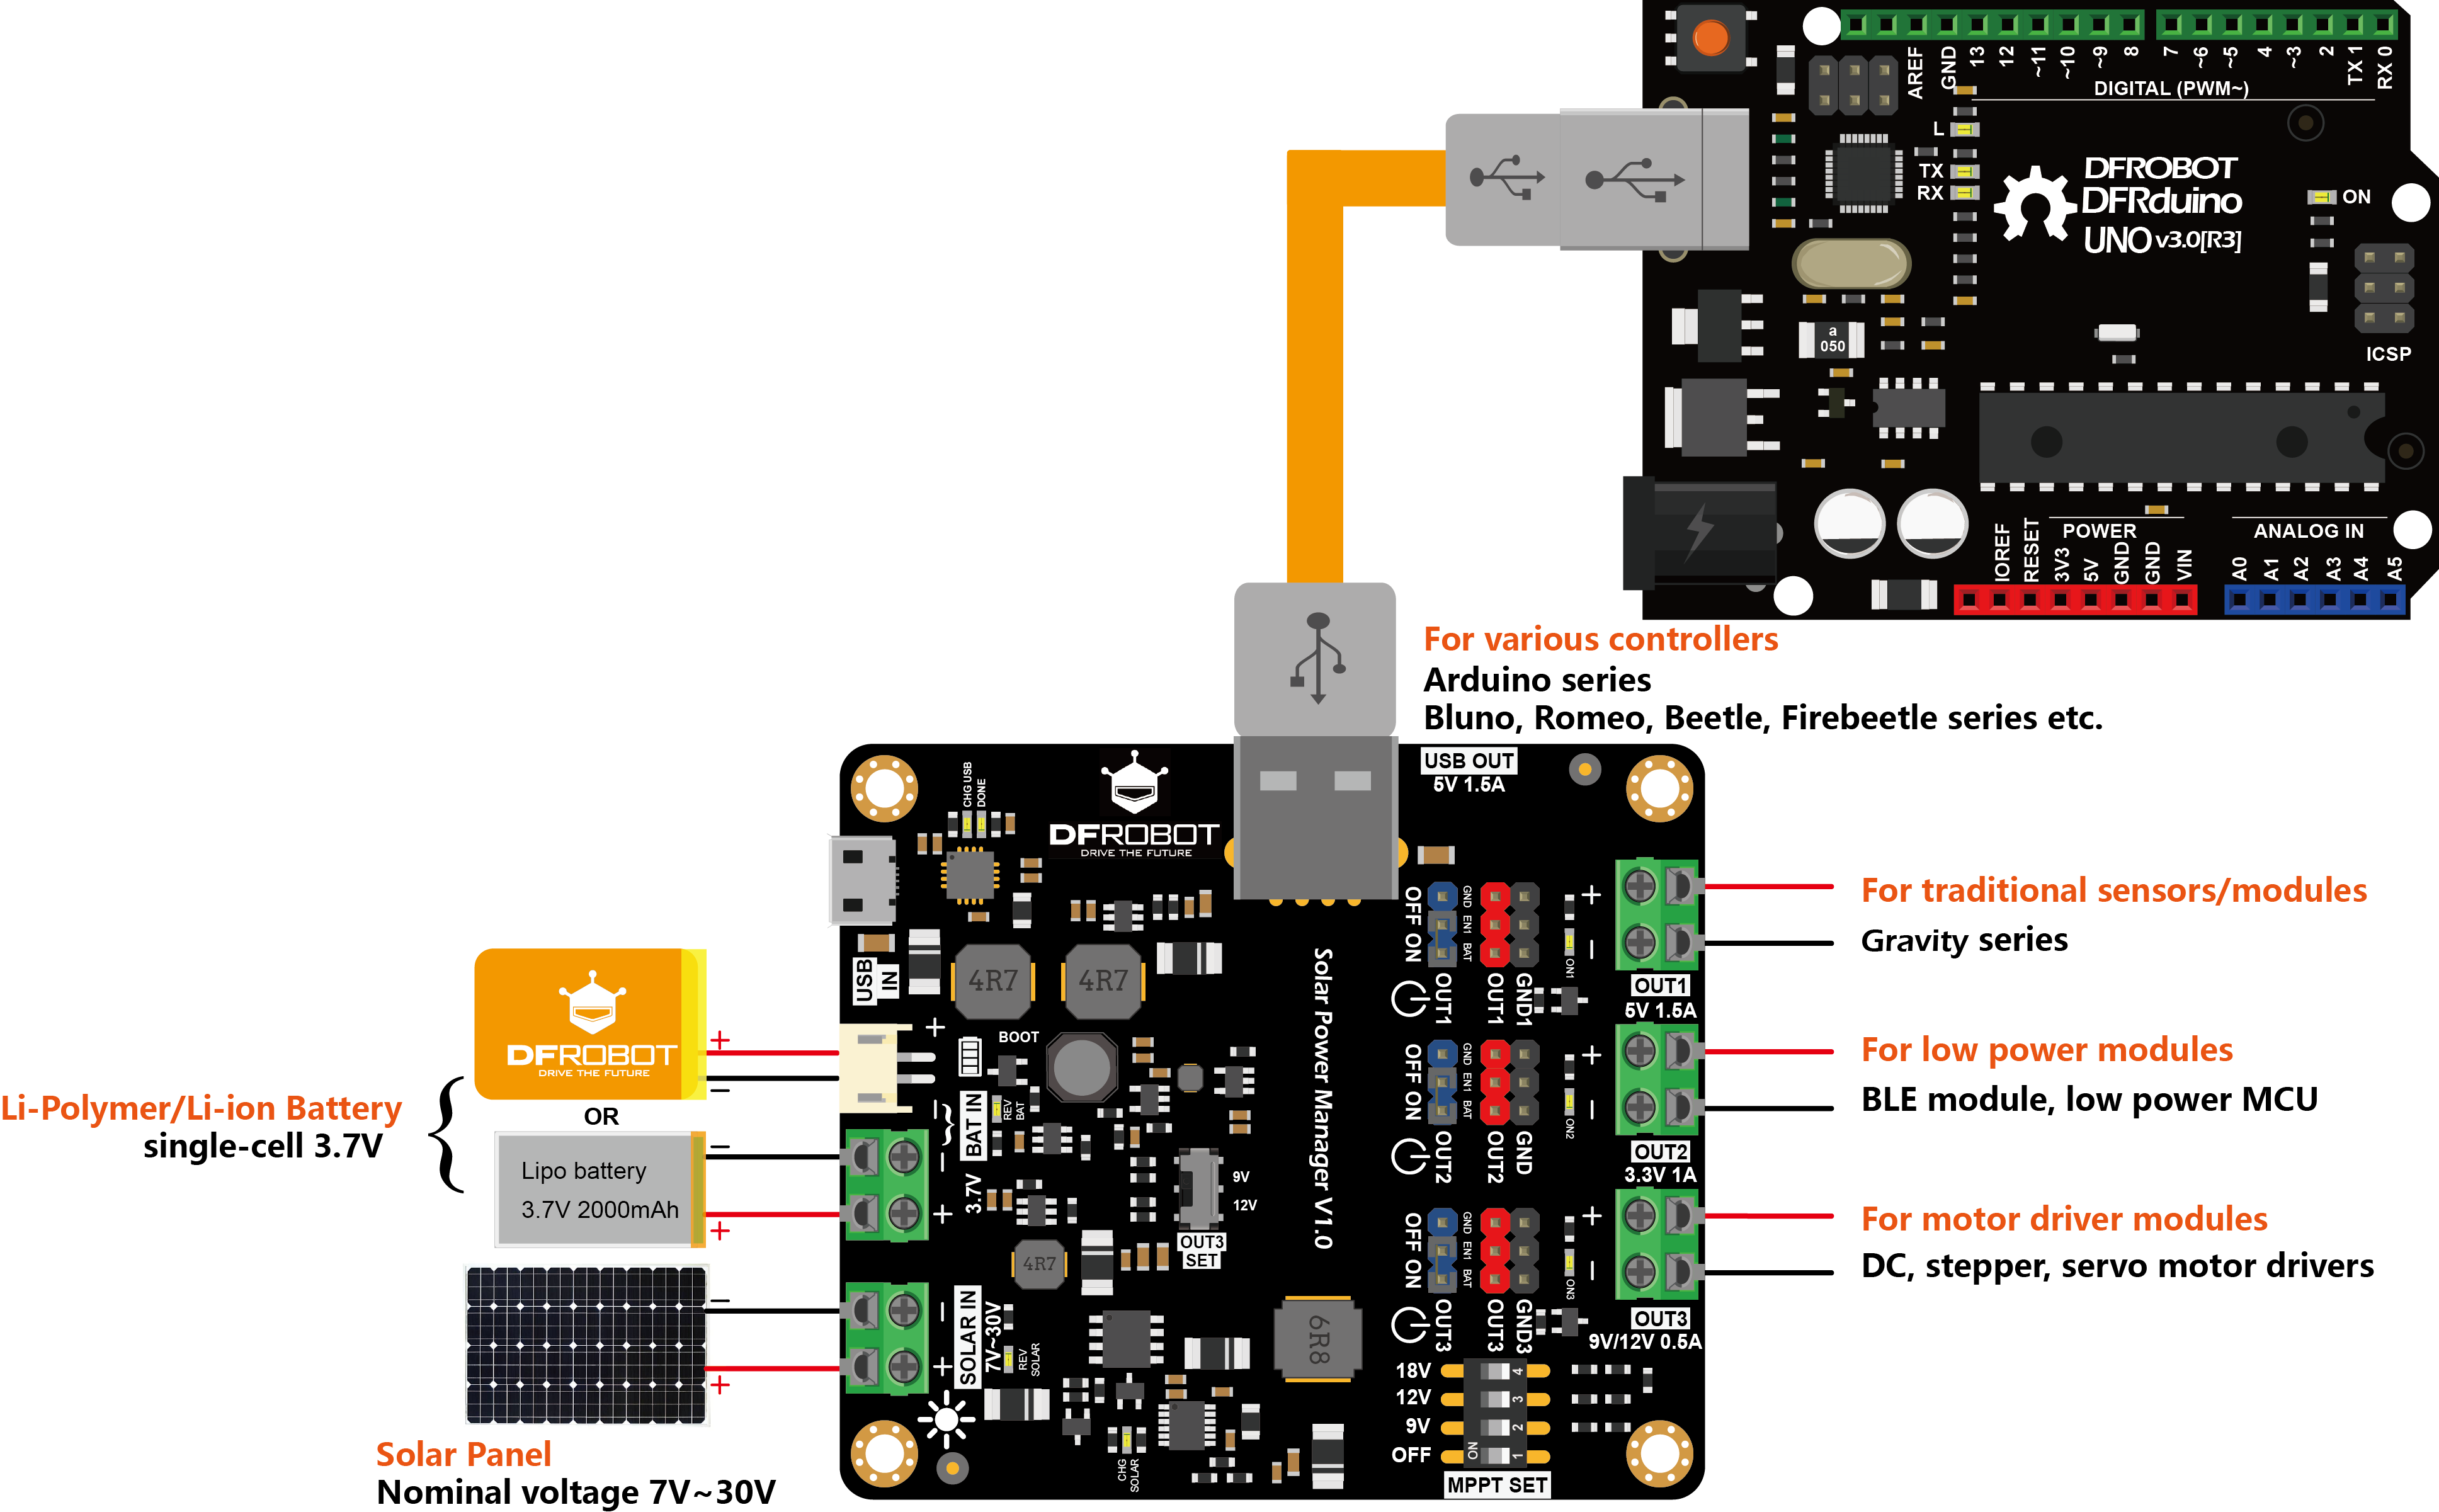 AREF
GND
13
12
~11
~10
~9
8
7
~6
~5
4
~3
2
TX 1
RX 0
DIGITAL (PWM~)
L
TX
RX
DFROBOT
DFRduino
UNO v3.0[R3]
ON
ICSP
a
050
POWER
ANALOG IN
IOREF
RESET
3V3
5V
GND
GND
VIN
A0
A1
A2
A3
A4
A5
For various controllers
Arduino series
Bluno, Romeo, Beetle, Firebeetle series etc.
USB OUT
5V 1.5A
CHG USB
DONE
DFROBOT
DRIVE THE FUTURE
USB
IN
4R7
4R7
Solar Power Manager V1.0
OFF ON
GND
EN1
BAT
OUT1
OUT1
GND1
ON1
+
−
OUT1
5V 1.5A
For traditional sensors/modules
Gravity series
OFF ON
GND
EN1
BAT
OUT2
OUT2
GND
ON2
+
−
OUT2
3.3V 1A
For low power modules
BLE module, low power MCU
OFF ON
GND
EN1
BAT
OUT3
OUT3
GND3
ON3
+
−
OUT3
9V/12V 0.5A
For motor driver modules
DC, stepper, servo motor drivers
DFROBOT
DRIVE THE FUTURE
+
−
Li-Polymer/Li-ion Battery
single-cell 3.7V
OR
Lipo battery
3.7V 2000mAh
−
+
+
−
BOOT
BAT IN
REV
BAT
3.7V
−
+
9V
12V
OUT3
SET
4R7
6R8
−
+
−
+
SOLAR IN
7V~30V
REV
SOLAR
CHG
SOLAR
18V
12V
9V
OFF
4
3
2
1
ON
MPPT SET
Solar Panel
Nominal voltage 7V~30V